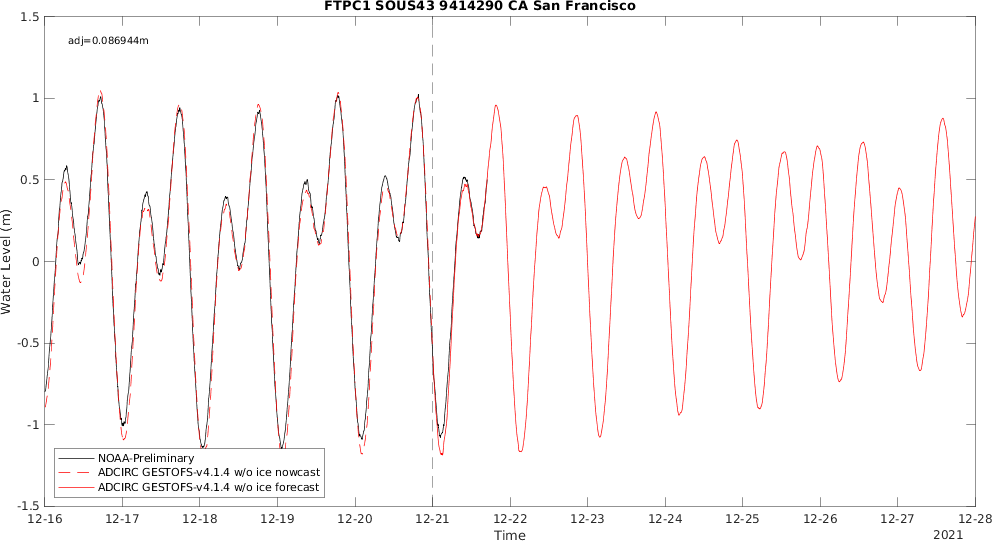 FTPC1 SOUS43 9414290 CA San Francisco
adj=0.086944m
1.5
1
0.5
0
-0.5
-1
-1.5
Water Level (m)
NOAA-Preliminary
ADCIRC GESTOFS-v4.1.4 w/o ice nowcast
ADCIRC GESTOFS-v4.1.4 w/o ice forecast
12-16 12-17 12-18 12-19 12-20 12-21 12-22 12-23 12-24 12-25 12-26 12-27 12-28
Time
2021